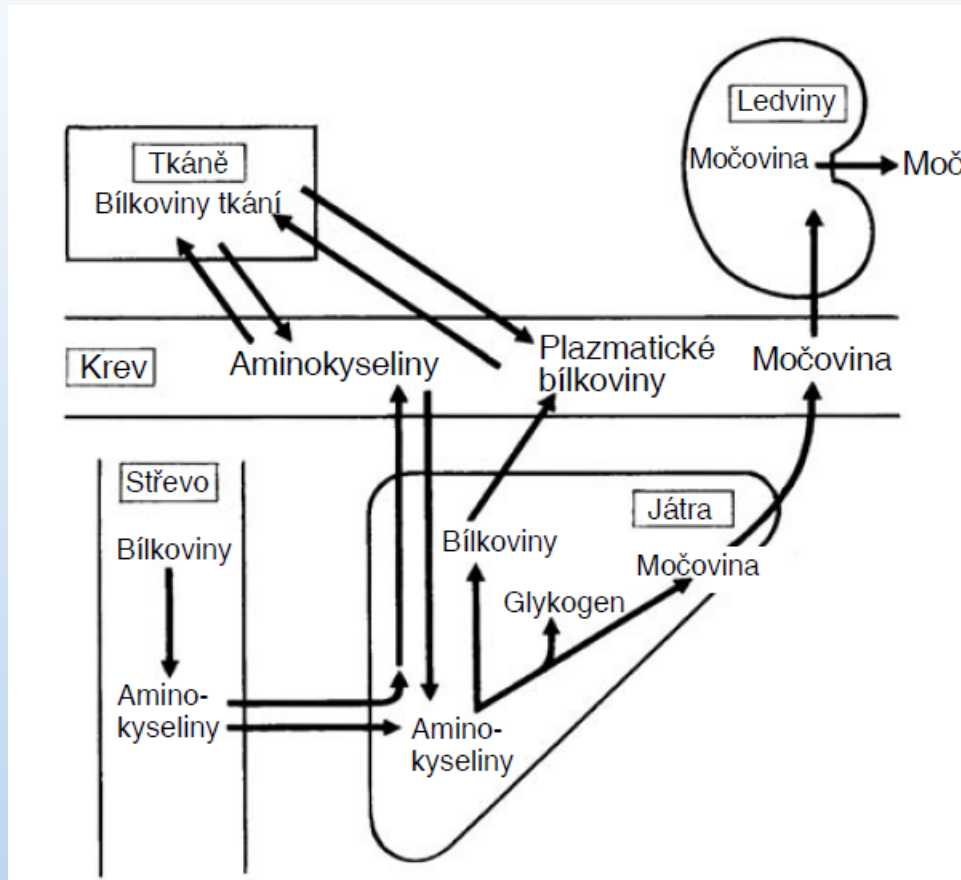 Ledviny
Močovina
Moč
Tkáně
Bílkoviny tkání
Krev
Aminokyseliny
Plazmatické
bílkoviny
Močovina
Střevo
Bílkoviny
Amino-
kyseliny
Játra
Bílkoviny
Močovina
Glykogen
Amino-
kyseliny